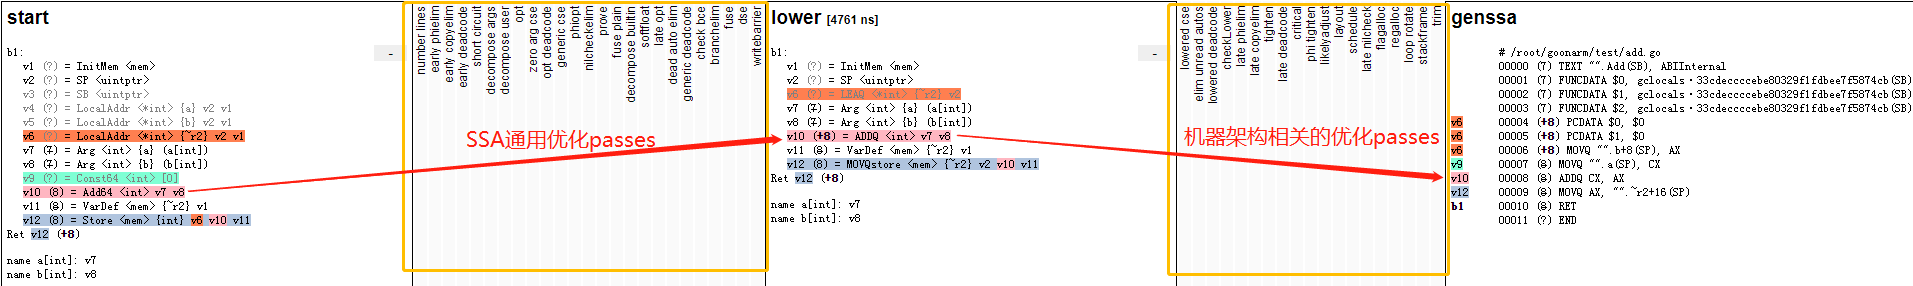 start
b1:
v1 (?) = InitMem <mem>
v2 (?) = SP <uintptr>
v3 (?) = SB <uintptr>
v4 (?) = LocalAddr <*int> {a} v2 v1
v5 (?) = LocalAddr <*int> {b} v2 v1
v6 (?) = LocalAddr <*int> {~r2} v2 v1
v7 (7) = Arg <int> {a} (a[int])
v8 (7) = Arg <int> {b} (b[int])
v9 (?) = Const64 <int> [0]
v10 (8) = Add64 <int> v7 v8
v11 (8) = VarDef <mem> {~r2} v1
v12 (8) = Store <mem> {int} v6 v10 v11
Ret v12 (+8)
name a[int]: v7
name b[int]: v8
-
number lines
early phielim
early copyelim
early deadcode
short circuit
decompose args
decompose user
opt
zero arg cse
opt deadcode
generic cse
phiopt
nilcheckelim
prove
fuse plain
decompose builtin
softfloat
late opt
dead auto elim
generic deadcode
check bce
branchelim
fuse
dse
writebarrier
SSA通用优化passes
lower [4761 ns]
b1:
v1 (?) = InitMem <mem>
v2 (?) = SP <uintptr>
v6 (?) = LEAQ <*int> {~r2} v2
v7 (7) = Arg <int> {a} (a[int])
v8 (7) = Arg <int> {b} (b[int])
v10 (+8) = ADDQ <int> v7 v8
v11 (8) = VarDef <mem> {~r2} v1
v12 (8) = MOVQstore <mem> {~r2} v2 v10 v11
Ret v12 (+8)
name a[int]: v7
name b[int]: v8
-
lowered cse
elim unread autos
lowered deadcode
checkLower
late phielim
late copyelim
tighten
late deadcode
critical
phi tighten
likelyadjust
layout
schedule
late nilcheck
flagalloc
regalloc
loop rotate
stackframe
trim
机器架构相关的优化passes
genssa
# /root/goonarm/test/add.go
00000 (7) TEXT "".Add(SB), ABIInternal
00001 (7) FUNCDATA $0, gclocals·33cdeccccebe80329f1fdbee7f5874cb(SB)
00002 (7) FUNCDATA $1, gclocals·33cdeccccebe80329f1fdbee7f5874cb(SB)
00003 (7) FUNCDATA $2, gclocals·33cdeccccebe80329f1fdbee7f5874cb(SB)
v6 00004 (+8) PCDATA $0, $0
v6 00005 (+8) PCDATA $1, $0
v6 00006 (+8) MOVQ "".b+8(SP), AX
v9 00007 (8) MOVQ "".a(SP), CX
v10 00008 (8) ADDQ CX, AX
v12 00009 (8) MOVQ AX, "".~r2+16(SP)
b1 00010 (8) RET
00011 (?) END